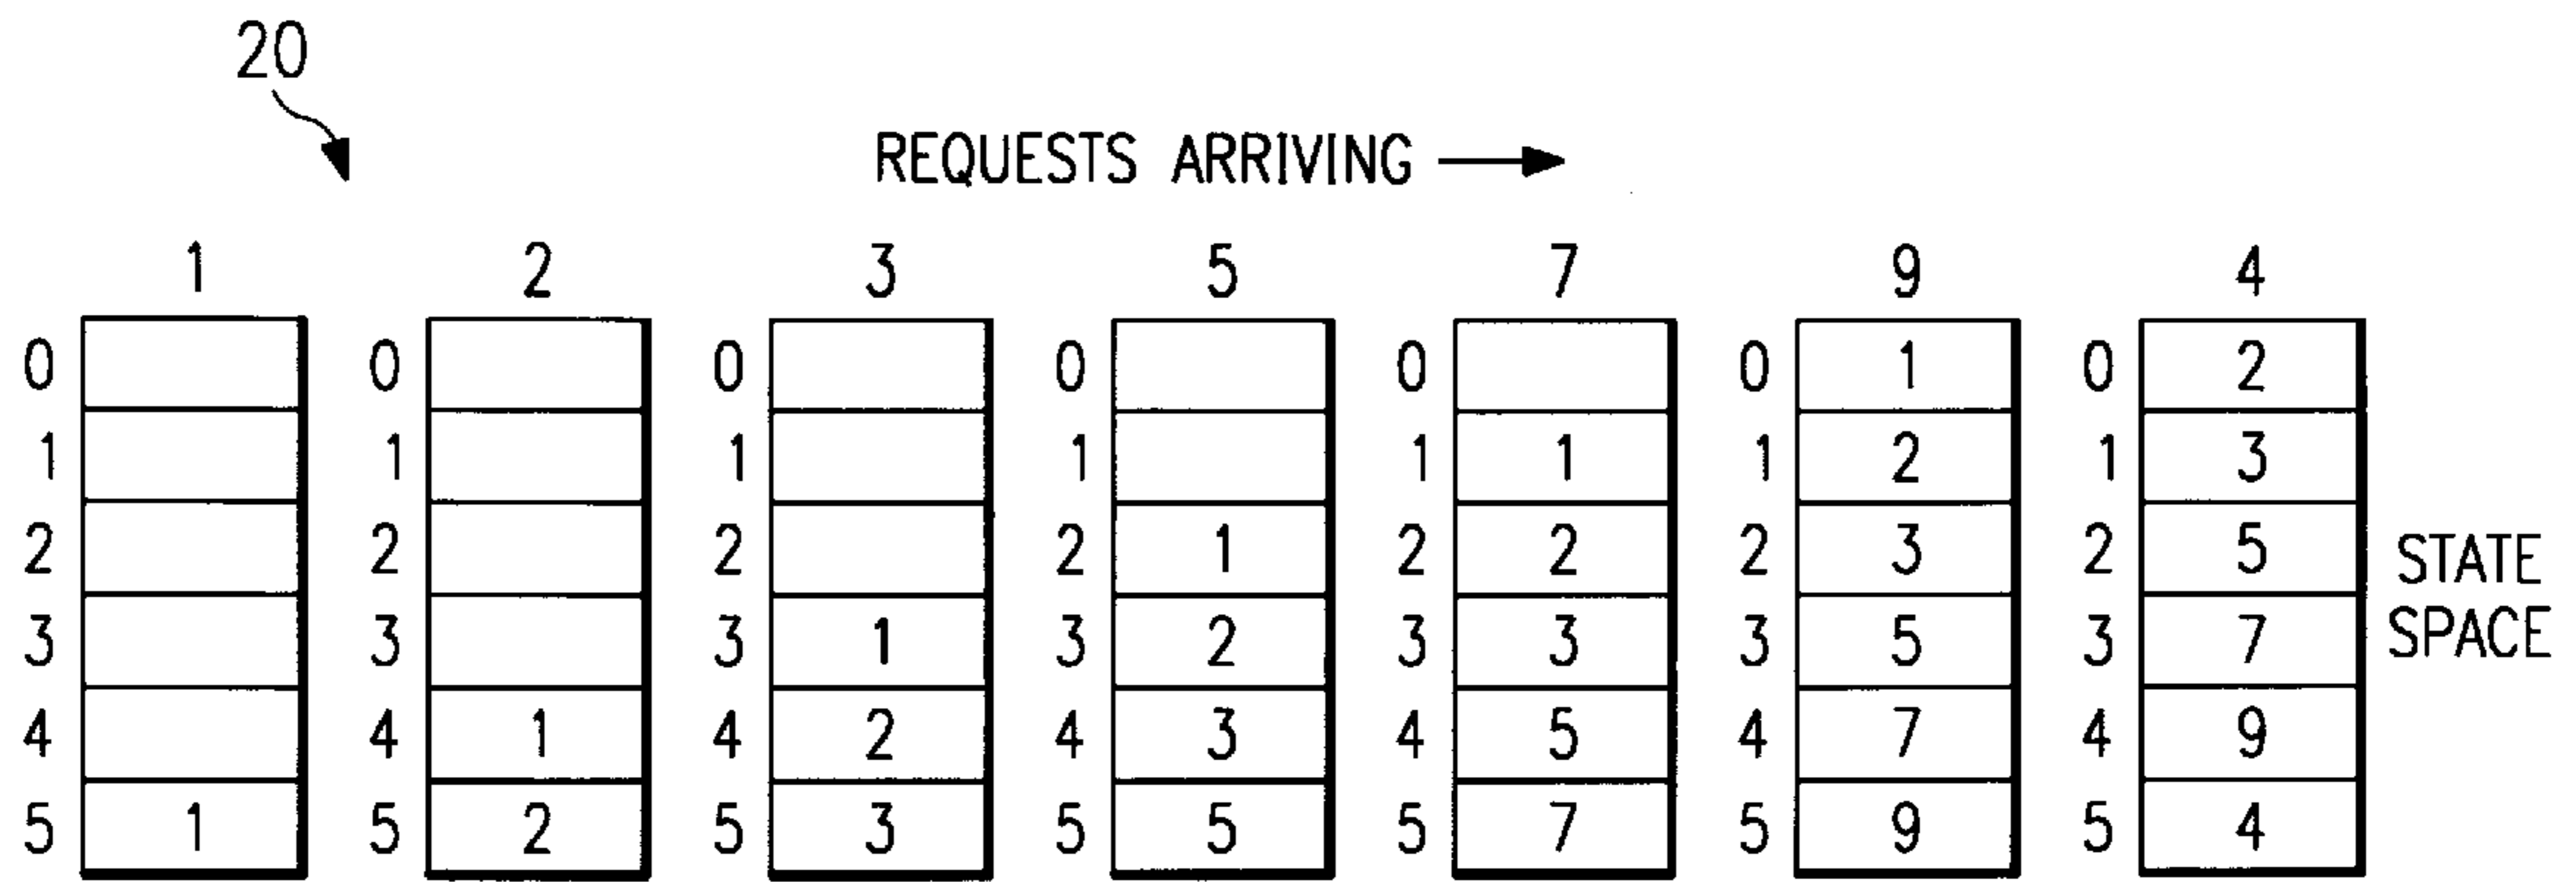 20
REQUESTS ARRIVING
1 2 3 5 7 9 4
0 0 0 0 0 0 1 0 2
1 1 1 1 1 1 1 2 1 3
2 2 2 2 1 2 2 2 3 2 5
3 3 3 1 3 2 3 3 3 5 3 7
4 4 1 4 2 4 3 4 5 4 7 4 9
5 1 5 2 5 3 5 5 5 7 5 9 5 4
STATE
SPACE